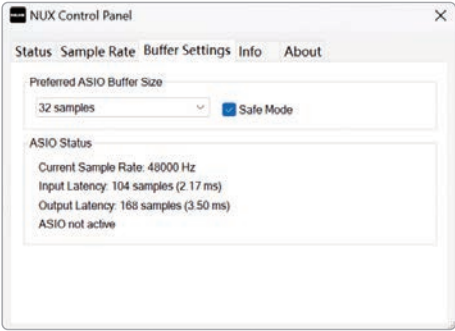 NUX Control Panel
Status Sample Rate Buffer Settings Info About
Preferred ASIO Buffer Size
32 samples Safe Mode
ASIO Status
Current Sample Rate: 48000 Hz
Input Latency: 104 samples (2.17 ms)
Output Latency: 168 samples (3.50 ms)
ASIO not active